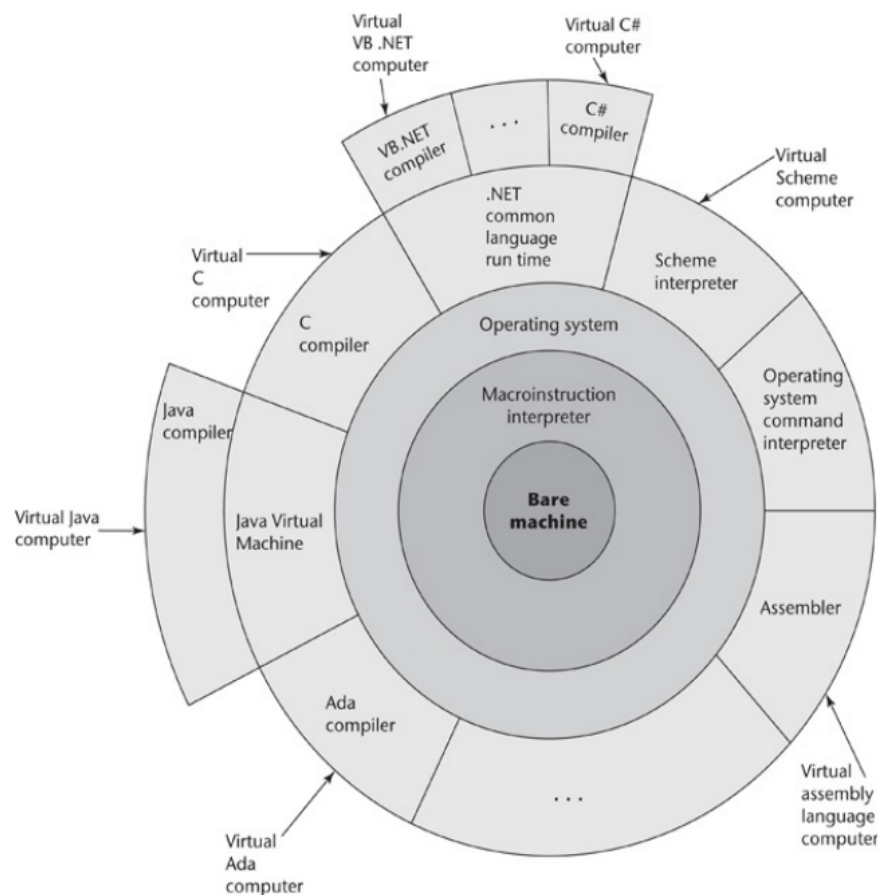 Virtual
VB .NET
computer
Virtual C#
computer
VB.NET
compiler
. . .
C#
compiler
Virtual
Scheme
computer
.NET
common
language
run time
Scheme
interpreter
Virtual
C
computer
C
compiler
Operating system
Operating
system
command
interpreter
Macroinstruction
interpreter
Java
compiler
Bare
machine
Virtual Java
computer
Java Virtual
Machine
Assembler
Ada
compiler
. . .
Virtual
assembly
language
computer
Virtual
Ada
computer